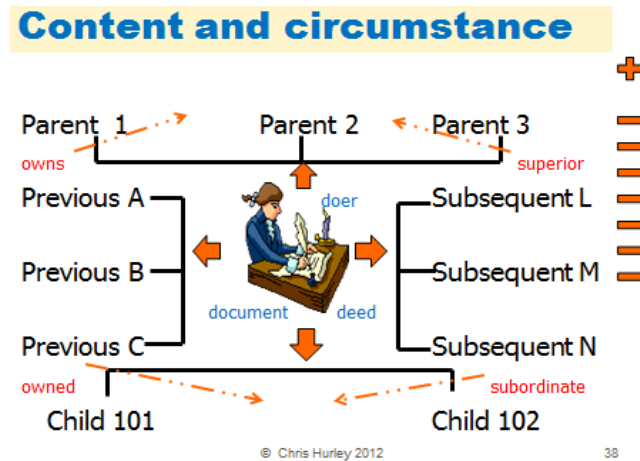 Content and circumstance
Parent 1 Parent 2 Parent 3
owns superior
Previous A doer Subsequent L
Previous B Subsequent M
document deed
Previous C Subsequent N
owned subordinate
Child 101 Child 102
© Chris Hurley 2012 38